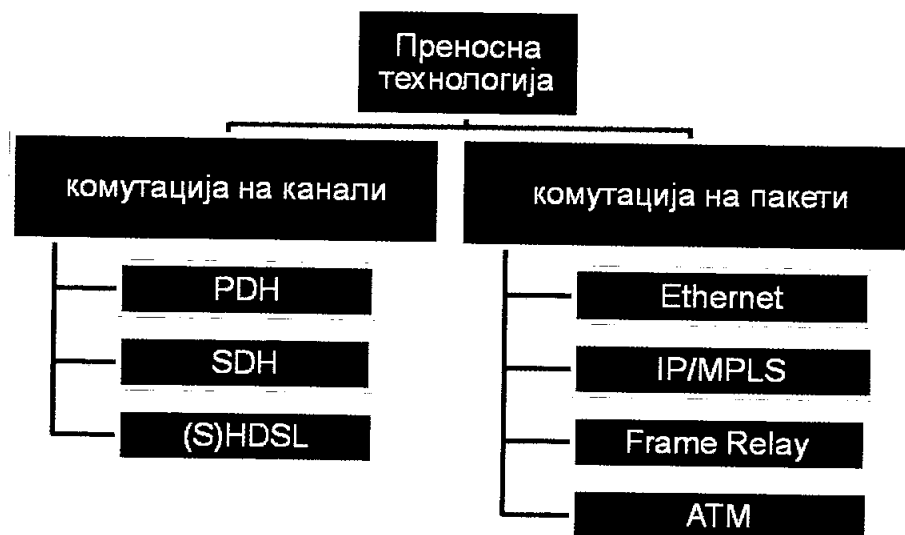 Преносна
технологија
комутација на канали
комутација на пакети
PDH
SDH
(S)HDSL
Ethernet
IP/MPLS
Frame Relay
ATM